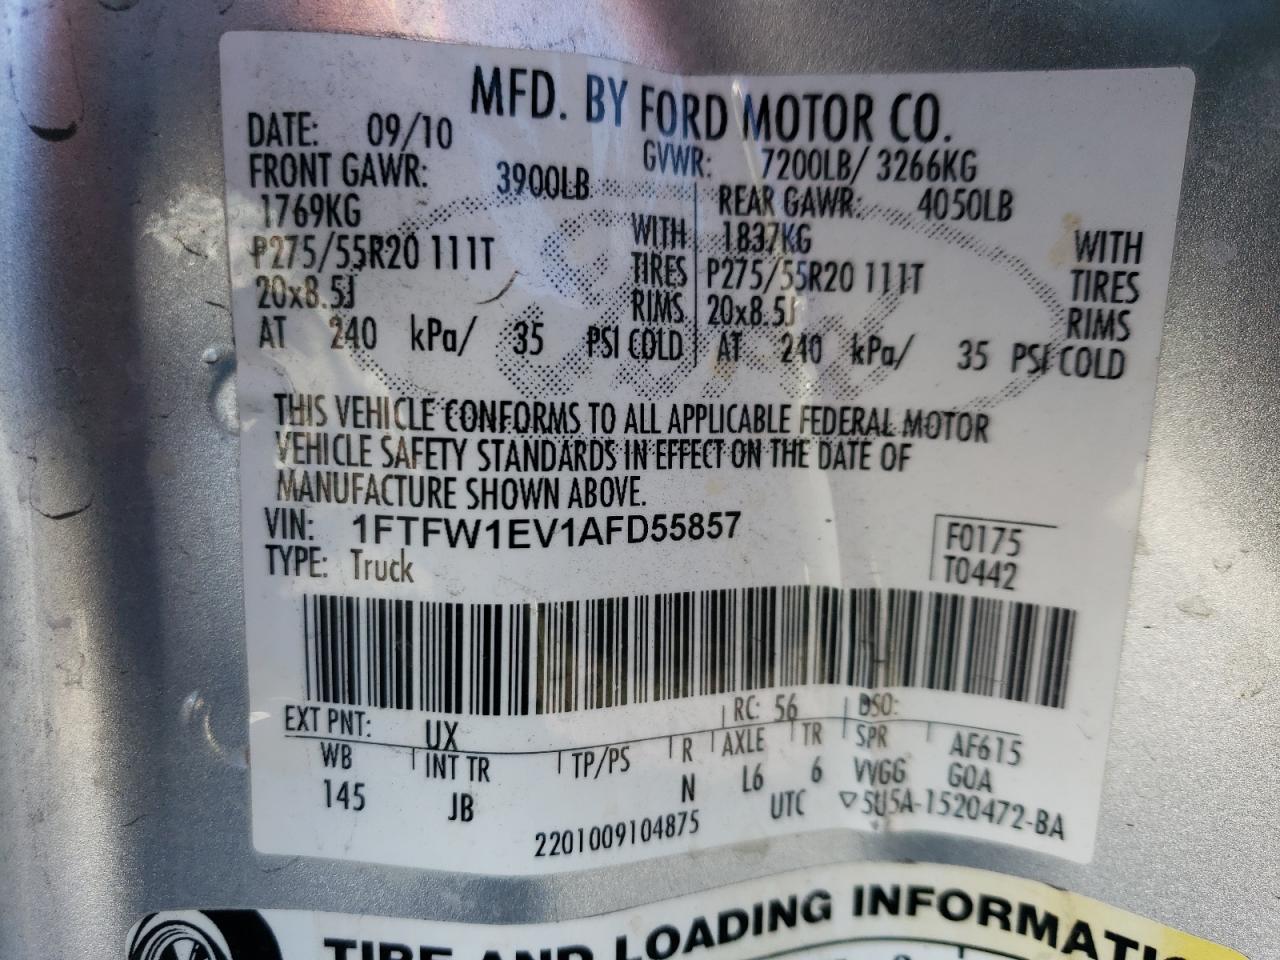 MFD. BY FORD MOTOR CO.
DATE: 09/10 GVWR: 7200LB/ 3266KG
FRONT GAWR: 3900LB REAR GAWR: 4050LB
1769KG WITH 1837KG WITH
P275/55R20 111T TIRES P275/55R20 111T TIRES
20x8.5J RIMS 20x8.5J RIMS
AT 240 kPa/ 35 PSI COLD AT 240 kPa/ 35 PSI COLD
THIS VEHICLE CONFORMS TO ALL APPLICABLE FEDERAL MOTOR
VEHICLE SAFETY STANDARDS IN EFFECT ON THE DATE OF
MANUFACTURE SHOWN ABOVE.
VIN: 1FTFW1EV1AFD55857 F0175
TYPE: Truck T0442
EXT PNT: UX RC: 56 DSO:
WB INT TR TP/PS R AXLE TR SPR AF615
145 JB N L6 6 VVGG GOA
2201009104875 UTC ▽5U5A-1520472-BA
TIRE AND LOADING INFORMATI